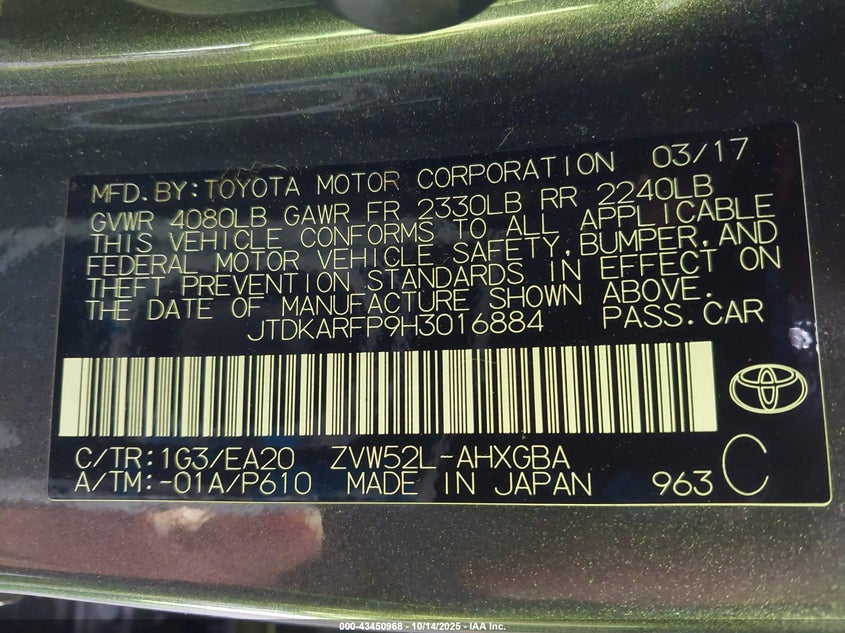 MFD.BY:TOYOTA MOTOR CORPORATION 03/17
GVWR 4080LB GAWR FR 2330LB RR 2240LB
THIS VEHICLE CONFORMS TO ALL APPLICABLE
FEDERAL MOTOR VEHICLE SAFETY,BUMPER,AND
THEFT PREVENTION STANDARDS IN EFFECT ON
THE DATE OF MANUFACTURE SHOWN ABOVE.
JTDKARFP9H3016884 PASS.CAR
C/TR:1G3/EA20 ZVW52L-AHXGBA
A/TM:-01A/P610 MADE IN JAPAN 963 C
000-43450968 - 10/14/2025 - IAA Inc.